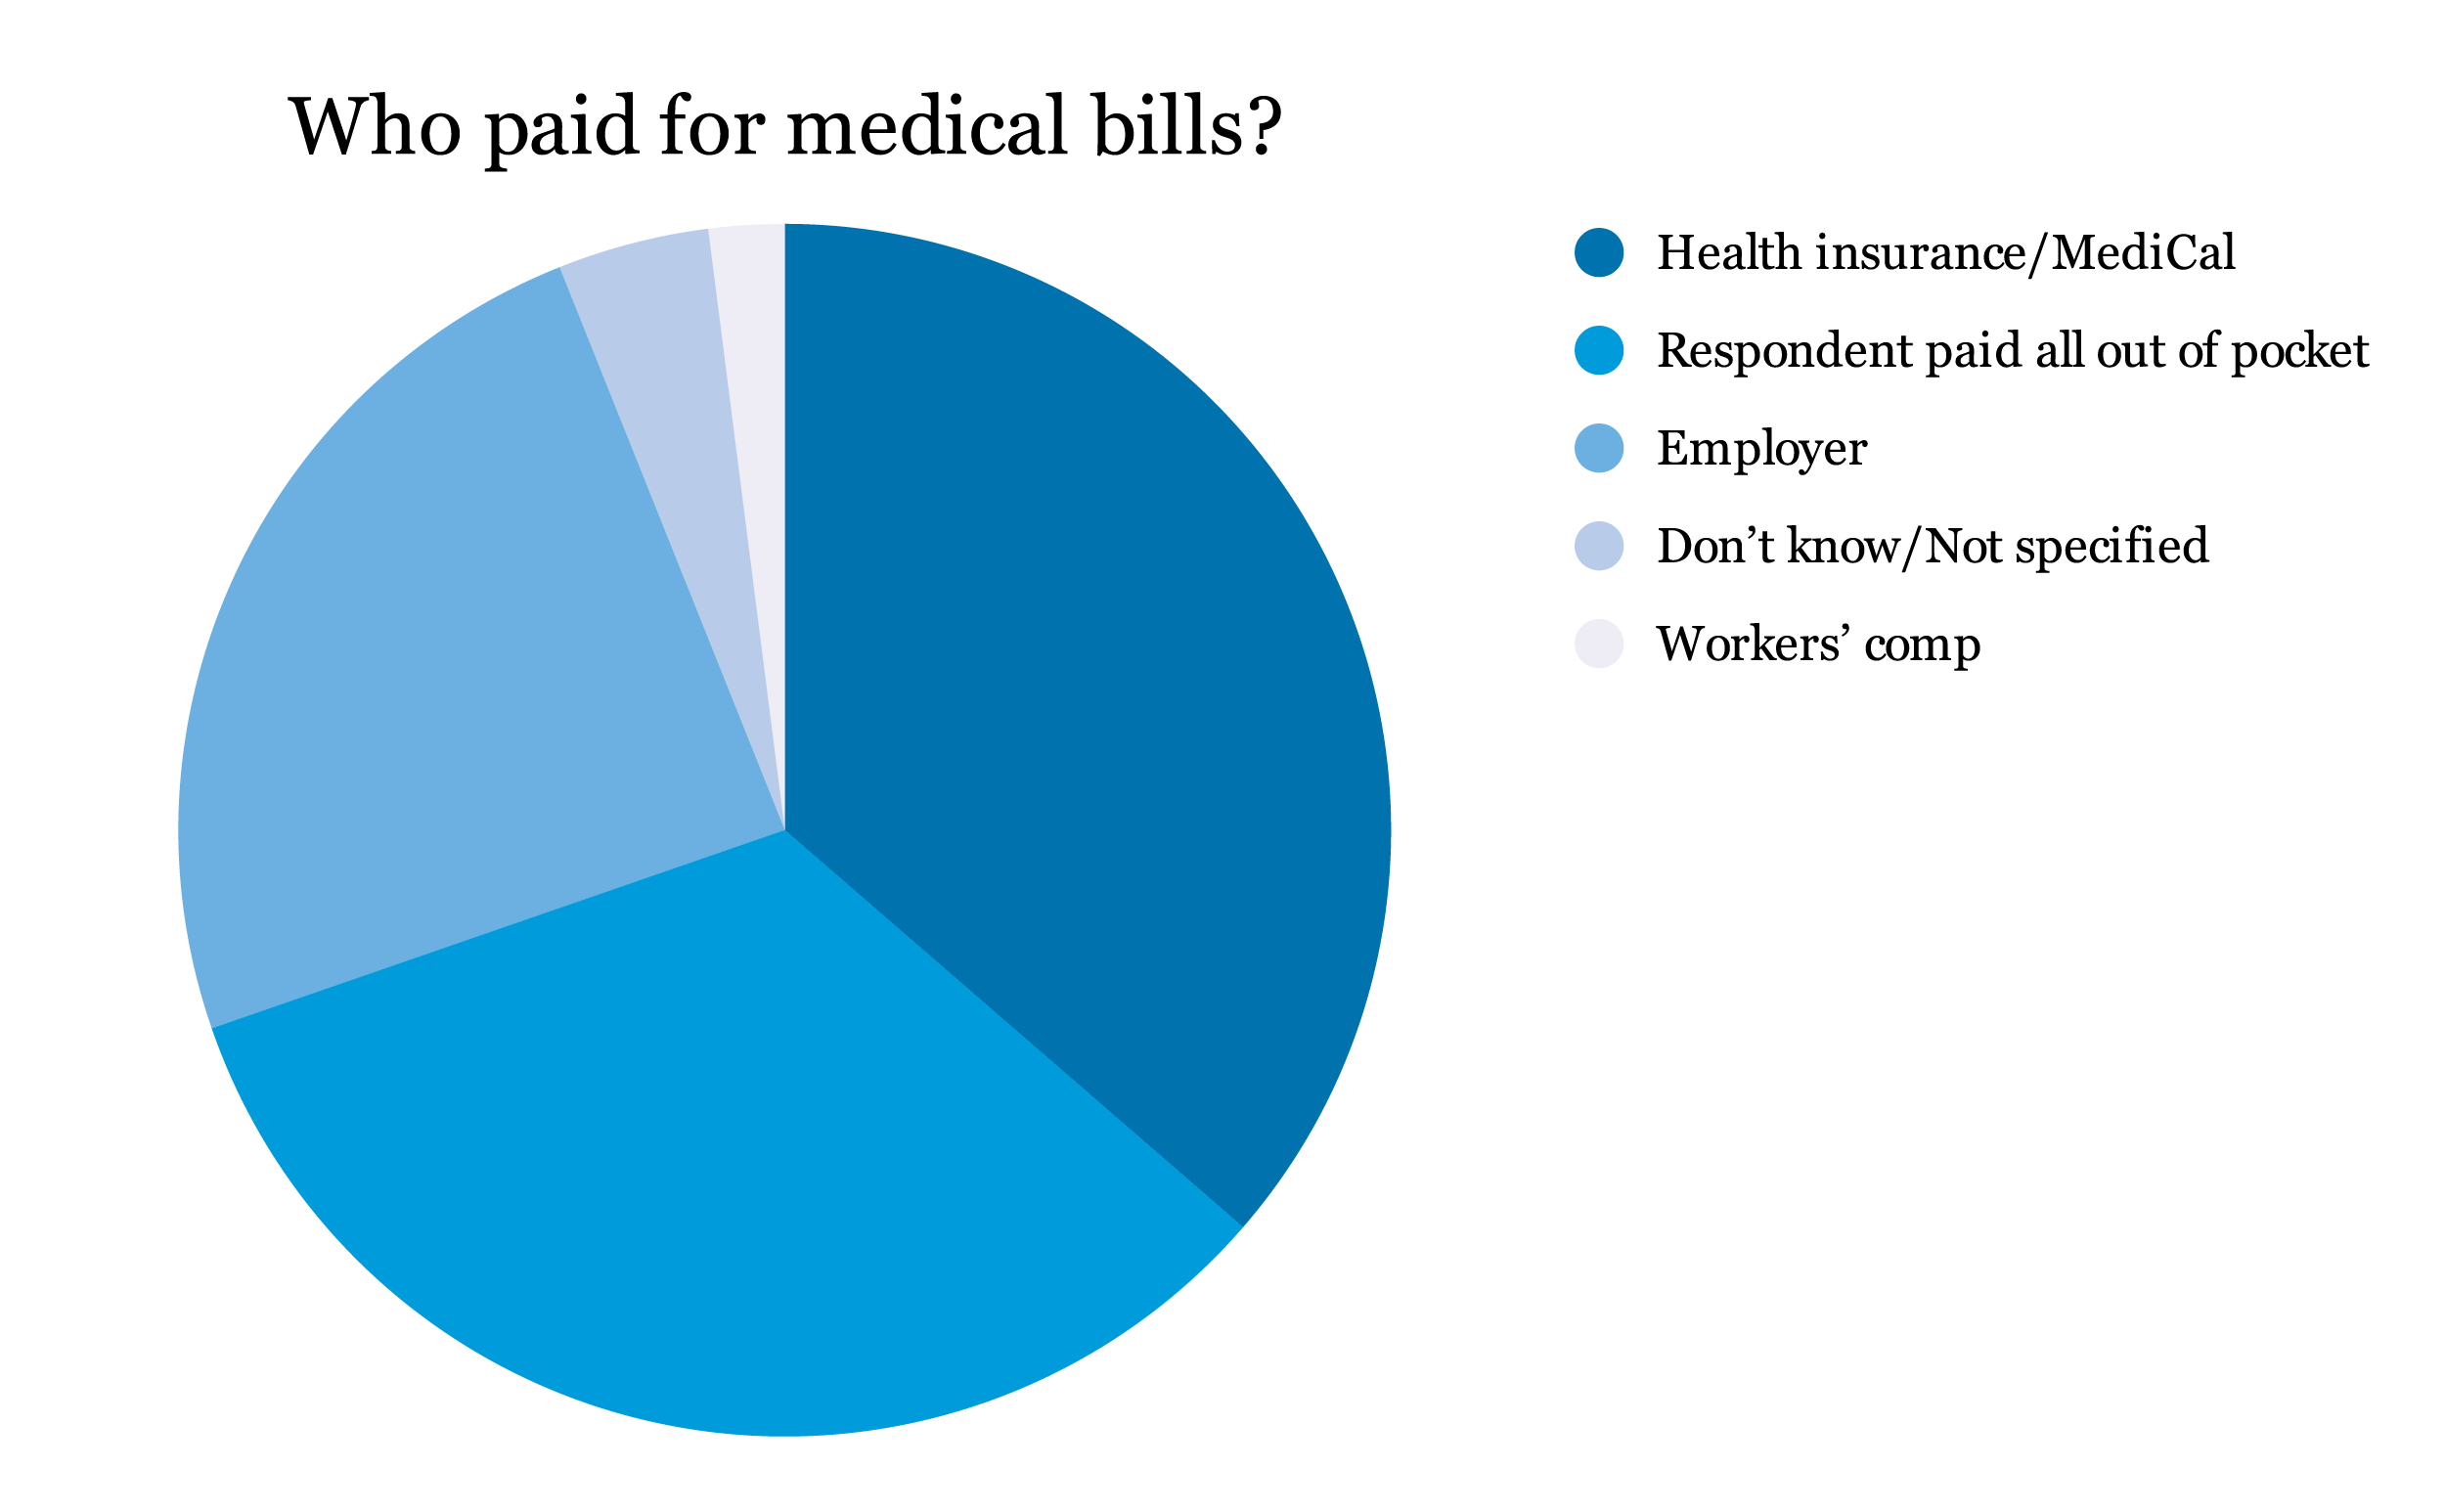 Who paid for medical bills?
Health insurance/MediCal
Respondent paid all out of pocket
Employer
Don’t know/Not specified
Workers’ comp